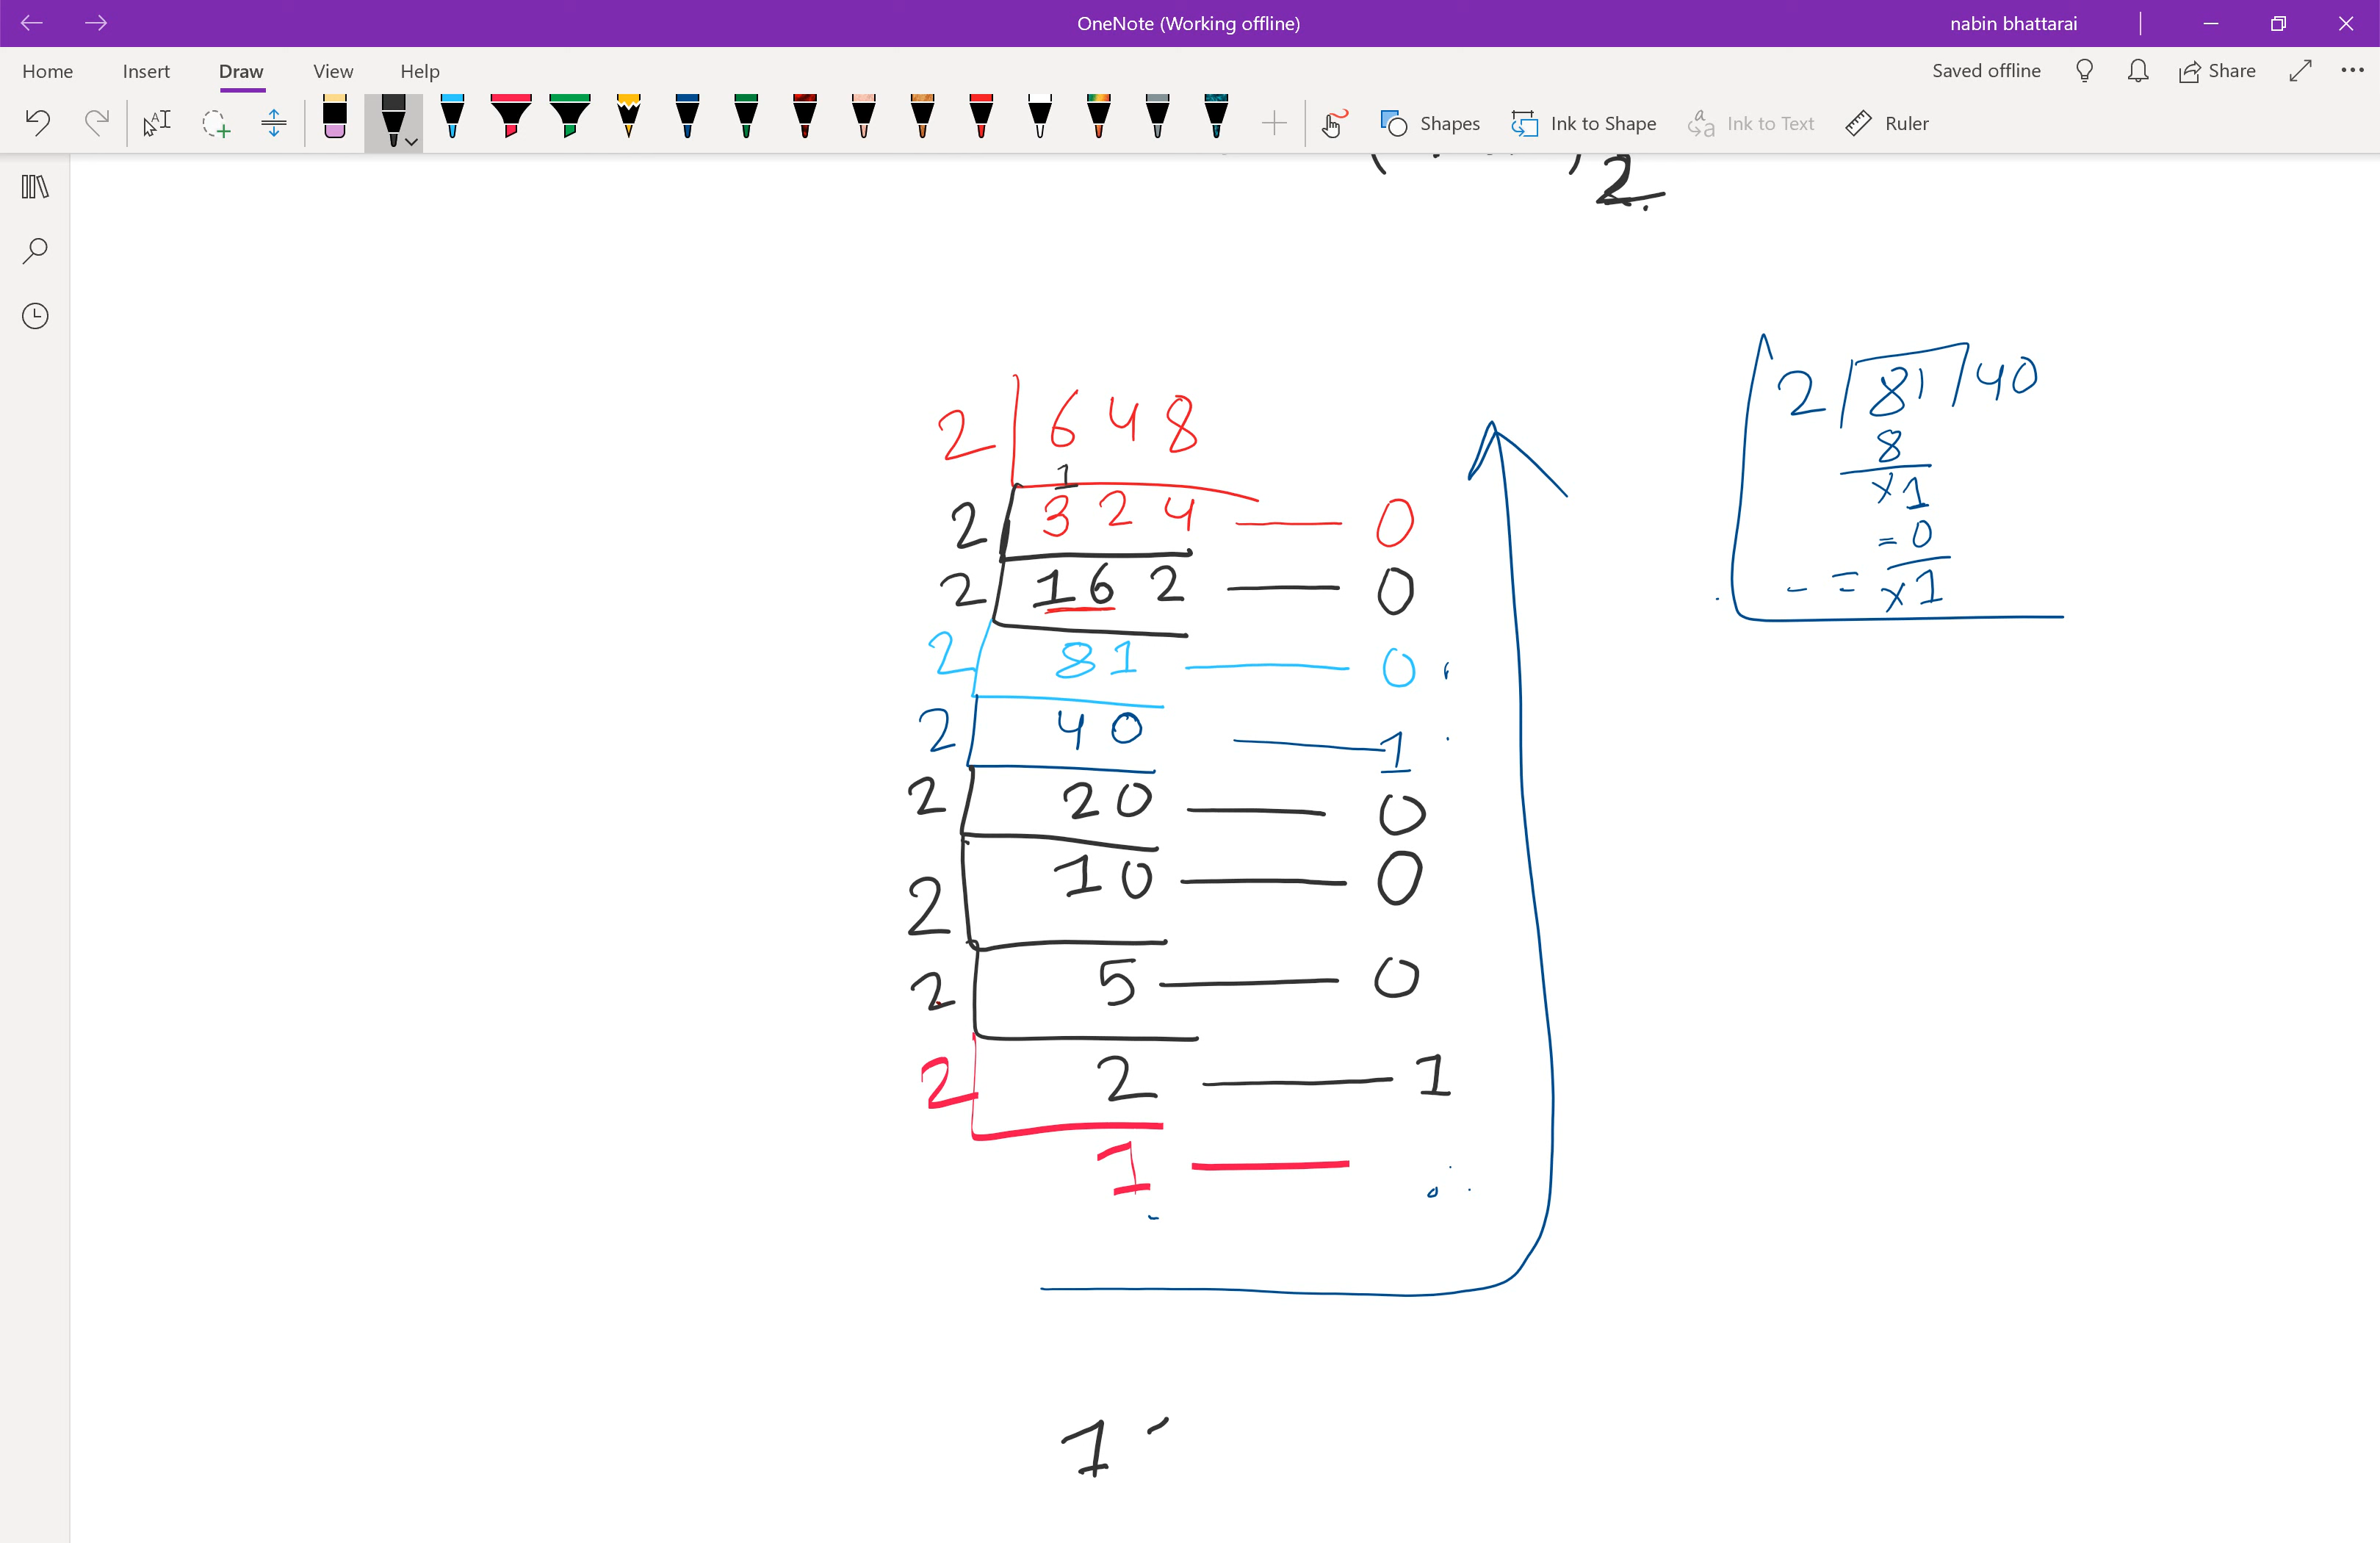 OneNote (Working offline)
nabin bhattarai
Home Insert Draw View Help
Saved offline Share
Shapes Ink to Shape Ink to Text Ruler
2
2 648
1
2 324 — 0
2 162 — 0
2 81 — 0
2 40 — 1
2 20 — 0
2 10 — 0
2 5 — 0
2 2 — 1
1 —
1
2 81 40
8
x1
= 0
- = x1